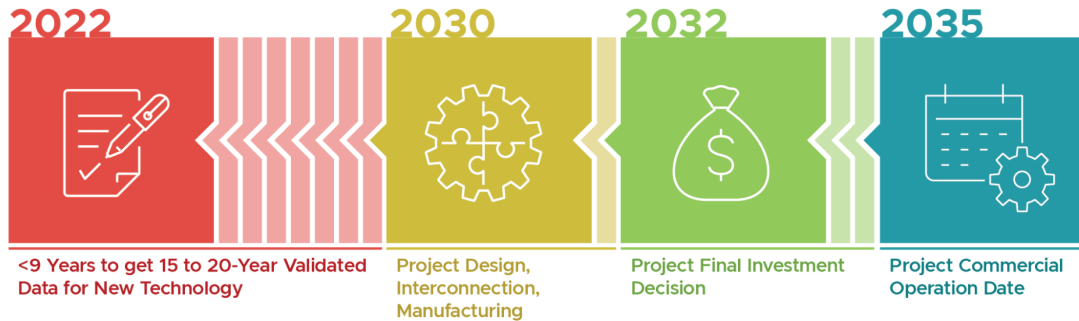 2022
2030
2032
2035
$
<9 Years to get 15 to 20-Year Validated
Data for New Technology
Project Design,
Interconnection,
Manufacturing
Project Final Investment
Decision
Project Commercial
Operation Date